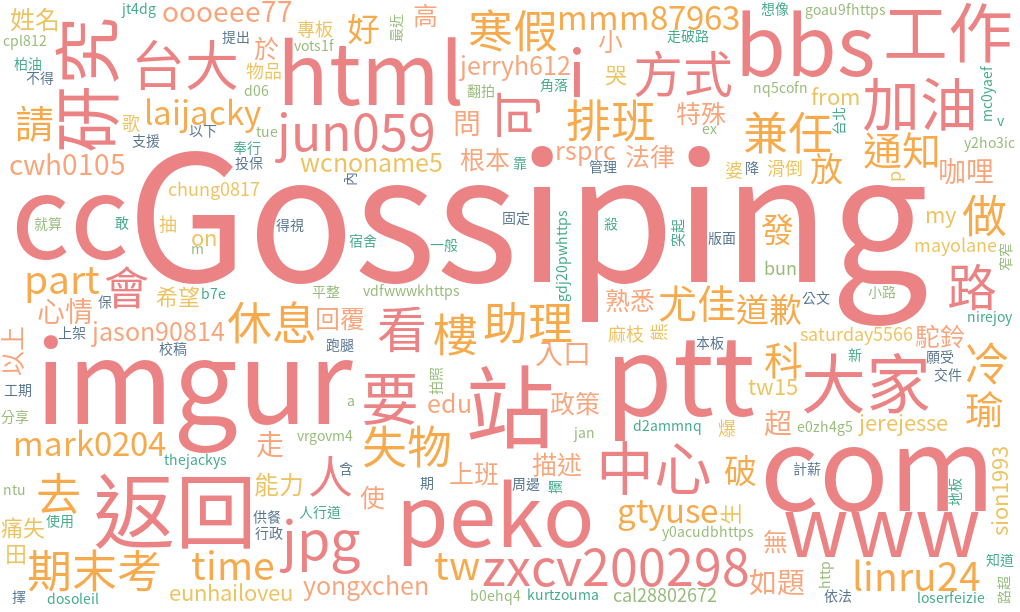 姓名
jt4dg
oooeee77
高
寒假
mmm87963
想像
goau9fhttps
工作
cpl812
研究
提出
專板
好
最近
小
走破路
bbs
柏油
台大
於
vots1f
html
jerryh612
i
方式
不得
物品
角落
哭
nq5cofn
加油
mc0yaef
請
歌
laijacky
d06
翻拍
可
排班
特殊
from
台北
v
以下
tue
jun059
問
ex
兼任
通知
y2ho3ic
支援
奉行
cwh0105
投保
wcnoname5
根本
靠
rsprc
管理
法律
婆
降
滑倒
放
p
咖哩
chung0817
內
cc
Gossiping
就算
敢
抽
on
m
得視
宿舍
一般
固定
gdj20pwhttps
殺
突起
版面
發
my
做
mayolane
窄窄
part
會
保
希望
b7e
平整
vdfwwwkhttps
bun
熟悉
尤佳
道歉
公文
小路
路
nirejoy
心情
上架
jason90814
休息
回覆
看
樓
助理
麻枝
熊
saturday5566
駝鈴
以上
校稿
跑腿
入口
本板
新
願受
冷
工期
imgur
a
要
拍照
edu
站
政策
ptt
科
tw15
大家
交件
瑜
分享
mark0204
走
vrgovm4
失物
jan
d2ammnq
爆
超
e0zh4g5
jerejesse
thejackys
人
含
上班
描述
中心
破
計薪
com
地板
sion1993
ntu
去
返回
能力
使
期
周邊
gtyuse
生
痛失
使用
供餐
行政
人行道
jpg
peko
y0acudbhttps
無
www
田
期末考
time
tw
zxcv200298
如題
http
linru24
知道
擇
dosoleil
eunhailoveu
yongxchen
b0ehq4
kurtzouma
cal28802672
依法
loserfeizie
路超